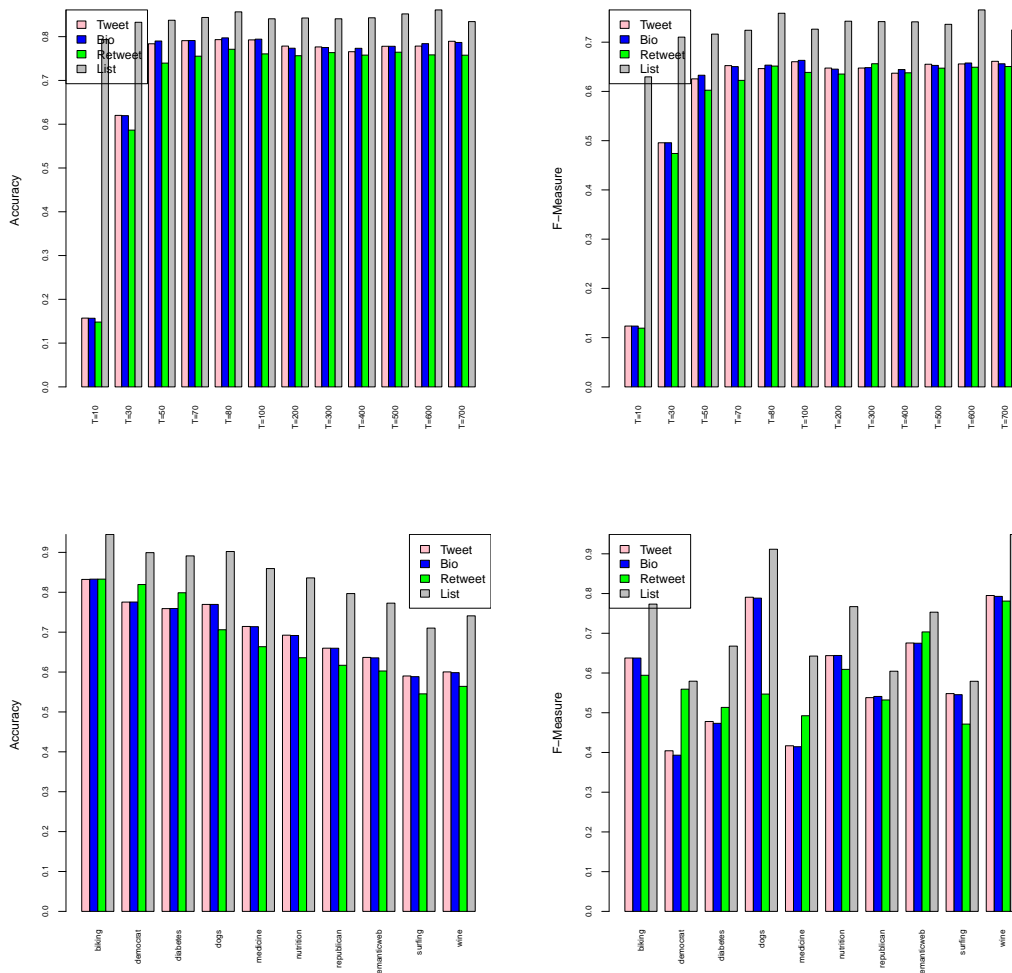 Tweet
Bio
Retweet
List
Accuracy
0.0 0.1 0.2 0.3 0.4 0.5 0.6 0.7 0.8
T=10 T=30 T=50 T=70 T=80 T=100 T=200 T=300 T=400 T=500 T=600 T=700
Tweet
Bio
Retweet
List
F−Measure
0.0 0.1 0.2 0.3 0.4 0.5 0.6 0.7
T=10 T=30 T=50 T=70 T=80 T=100 T=200 T=300 T=400 T=500 T=600 T=700
Tweet
Bio
Retweet
List
Accuracy
0.0 0.1 0.2 0.3 0.4 0.5 0.6 0.7 0.8 0.9
biking democrat diabetes dogs medicine nutrition republican emanticweb surfing wine
Tweet
Bio
Retweet
List
F−Measure
0.0 0.1 0.2 0.3 0.4 0.5 0.6 0.7 0.8 0.9
biking democrat diabetes dogs medicine nutrition republican emanticweb surfing wine